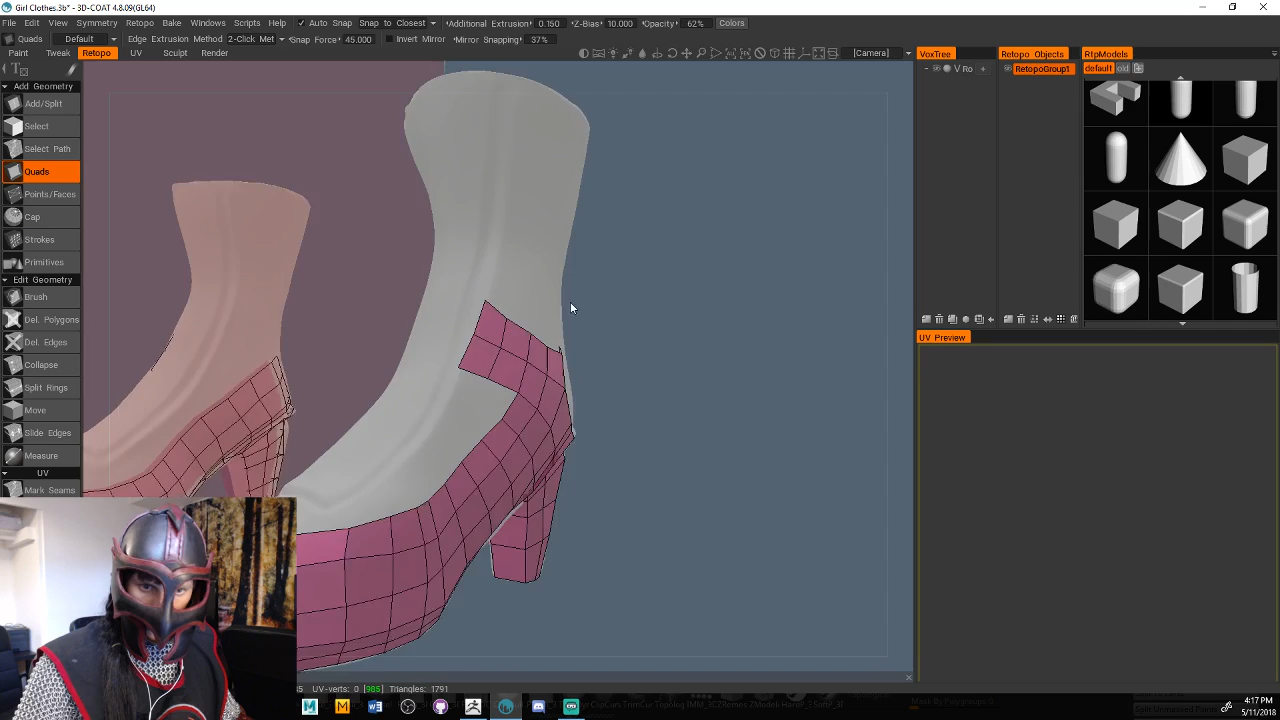 Girl Clothes.3b* - 3D-COAT 4.8.09(GL64)
File Edit View Symmetry Retopo Bake Windows Scripts Help Auto Snap Snap to Closest Additional Extrusion 0.150 Z-Bias 10.000 Opacity 62% Colors
Quads Default Edge Extrusion Method 2-Click Met Snap Force 45.000 Invert Mirror Mirror Snapping 37%
Paint Tweak Retopo UV Sculpt Render
[Camera]
VoxTree
Retopo Objects
RtpModels
V Ro +
RetopoGroup1
default old
Add Geometry
Add/Split
Select
Select Path
Quads
Points/Faces
Cap
Strokes
Primitives
Edit Geometry
Brush
Del. Polygons
Del. Edges
Collapse
Split Rings
Move
Slide Edges
Measure
UV
Mark Seams
UV Preview
UV-verts: 0 [985] Triangles: 1791
4:17 PM
5/11/2018